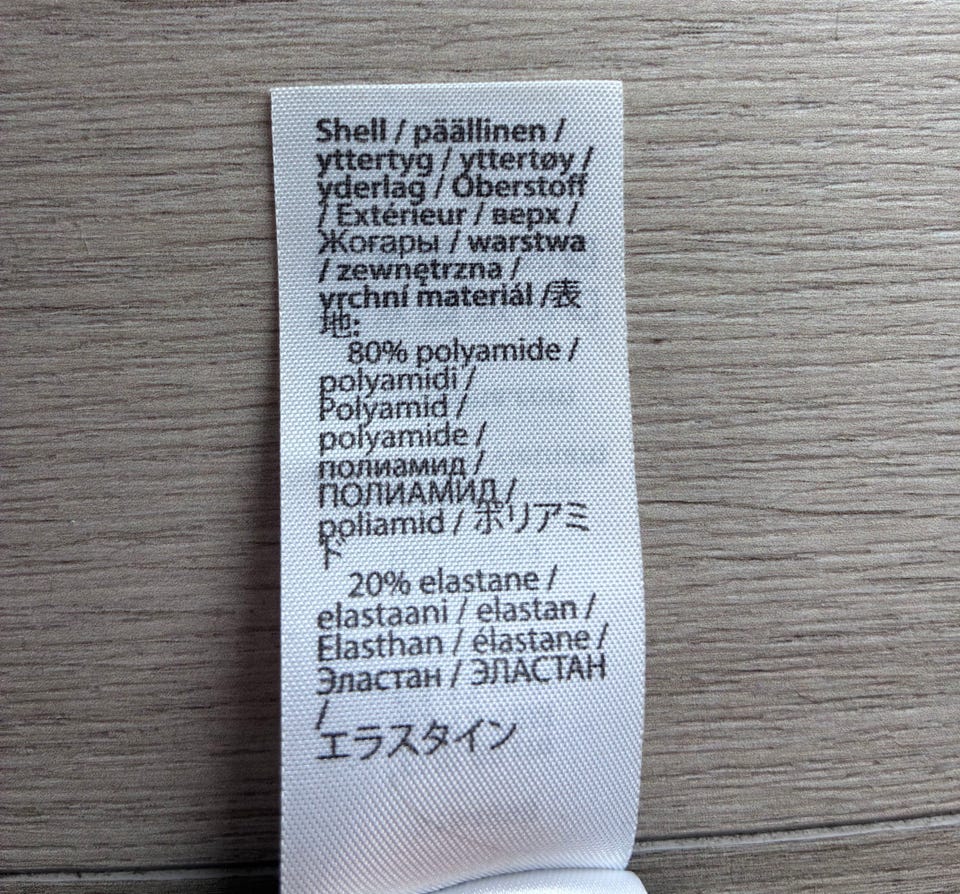 Shell / päällinen /
yttertyg / yttertøy /
yderlag / Oberstoff
/ Extérieur / верх /
Жоғары / warstwa
/ zewnętrzna /
vrchní materiál /表
地:
80% polyamide /
polyamidi /
Polyamid /
polyamide /
полиамид /
ПОЛИАМИД /
poliamid / ポリアミ
ド
20% elastane /
elastaani / elastan /
Elasthan / élastane /
Эластан / ЭЛАСТАН
/
エラスタイン